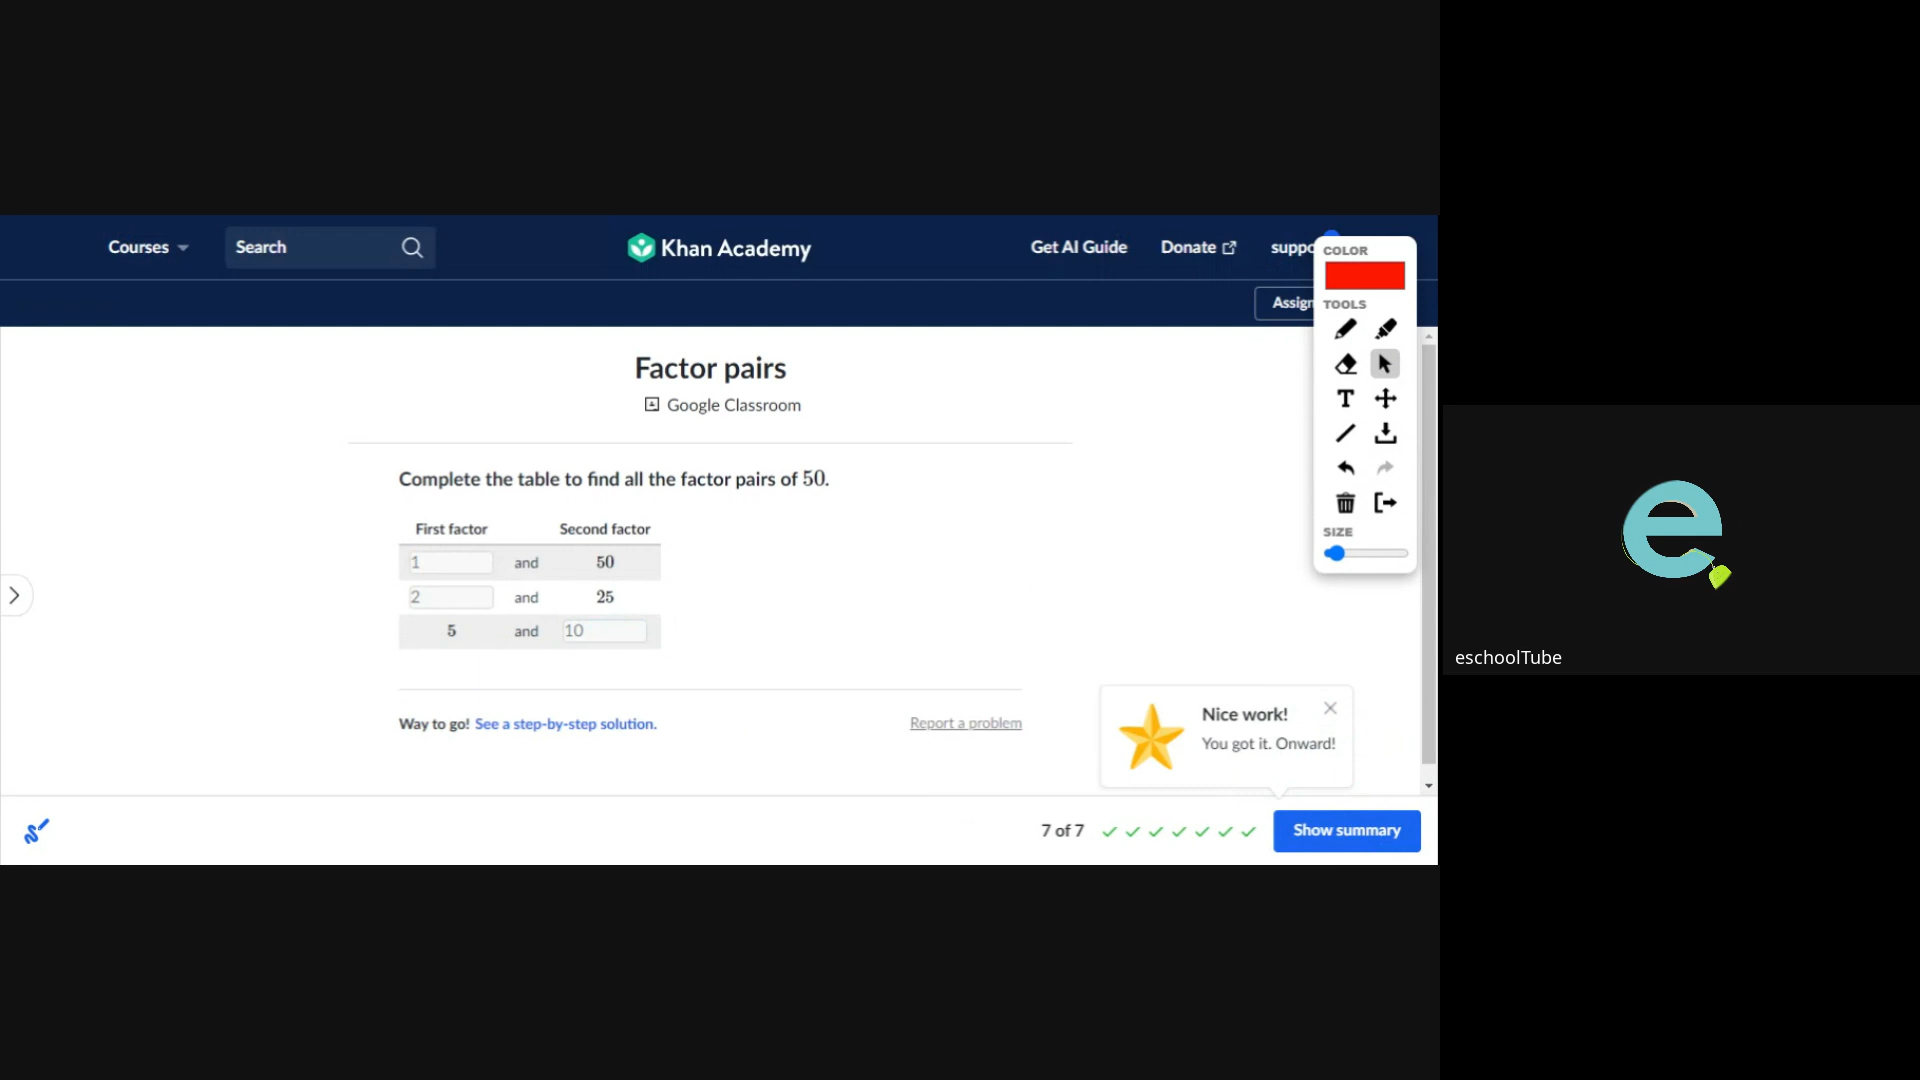 Courses
Search
Khan Academy
Get AI Guide
Donate
suppo
Assign
COLOR
TOOLS
SIZE
Factor pairs
Google Classroom
Complete the table to find all the factor pairs of 50.
First factor Second factor
1 and 50
2 and 25
5 and 10
Way to go! See a step-by-step solution.
Report a problem
Nice work!
You got it. Onward!
7 of 7
Show summary
eschoolTube